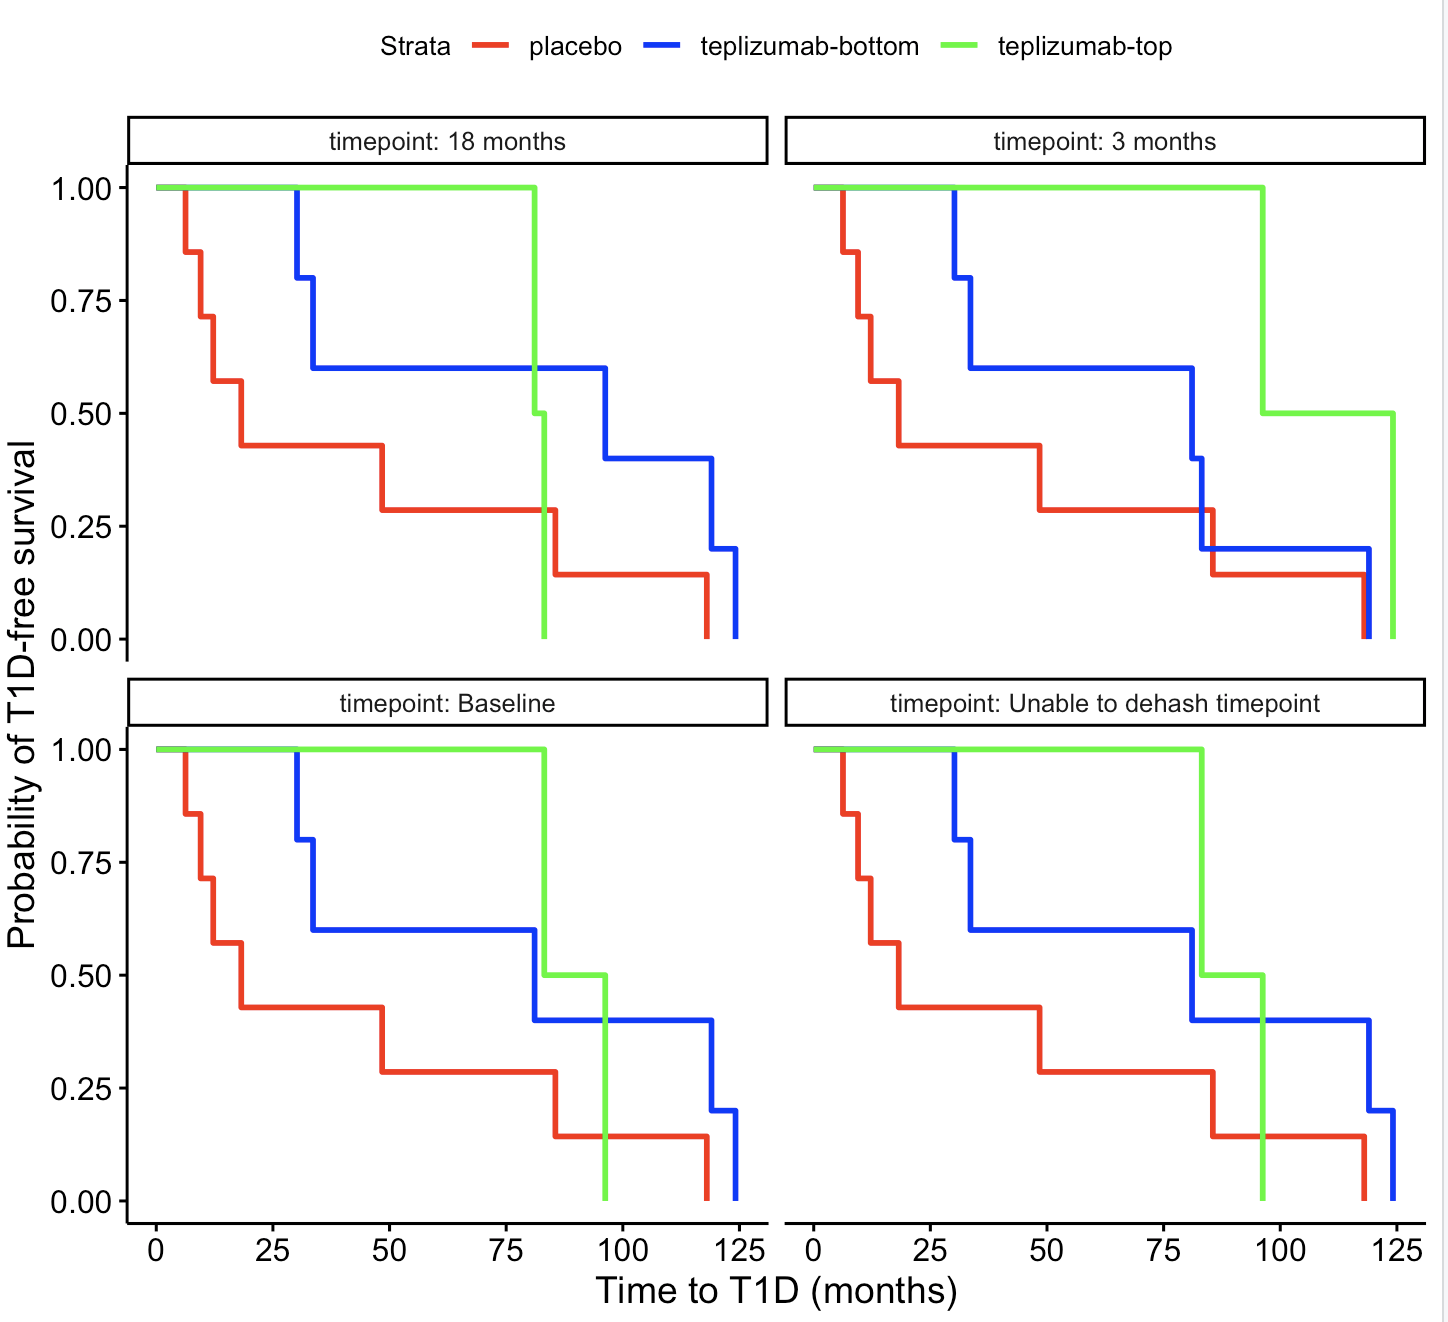 Strata placebo teplizumab-bottom teplizumab-top
timepoint: 18 months
timepoint: 3 months
1.00
0.75
0.50
0.25
0.00
timepoint: Baseline
timepoint: Unable to dehash timepoint
1.00
0.75
0.50
0.25
0.00
Probability of T1D-free survival
0 25 50 75 100 125
0 25 50 75 100 125
Time to T1D (months)